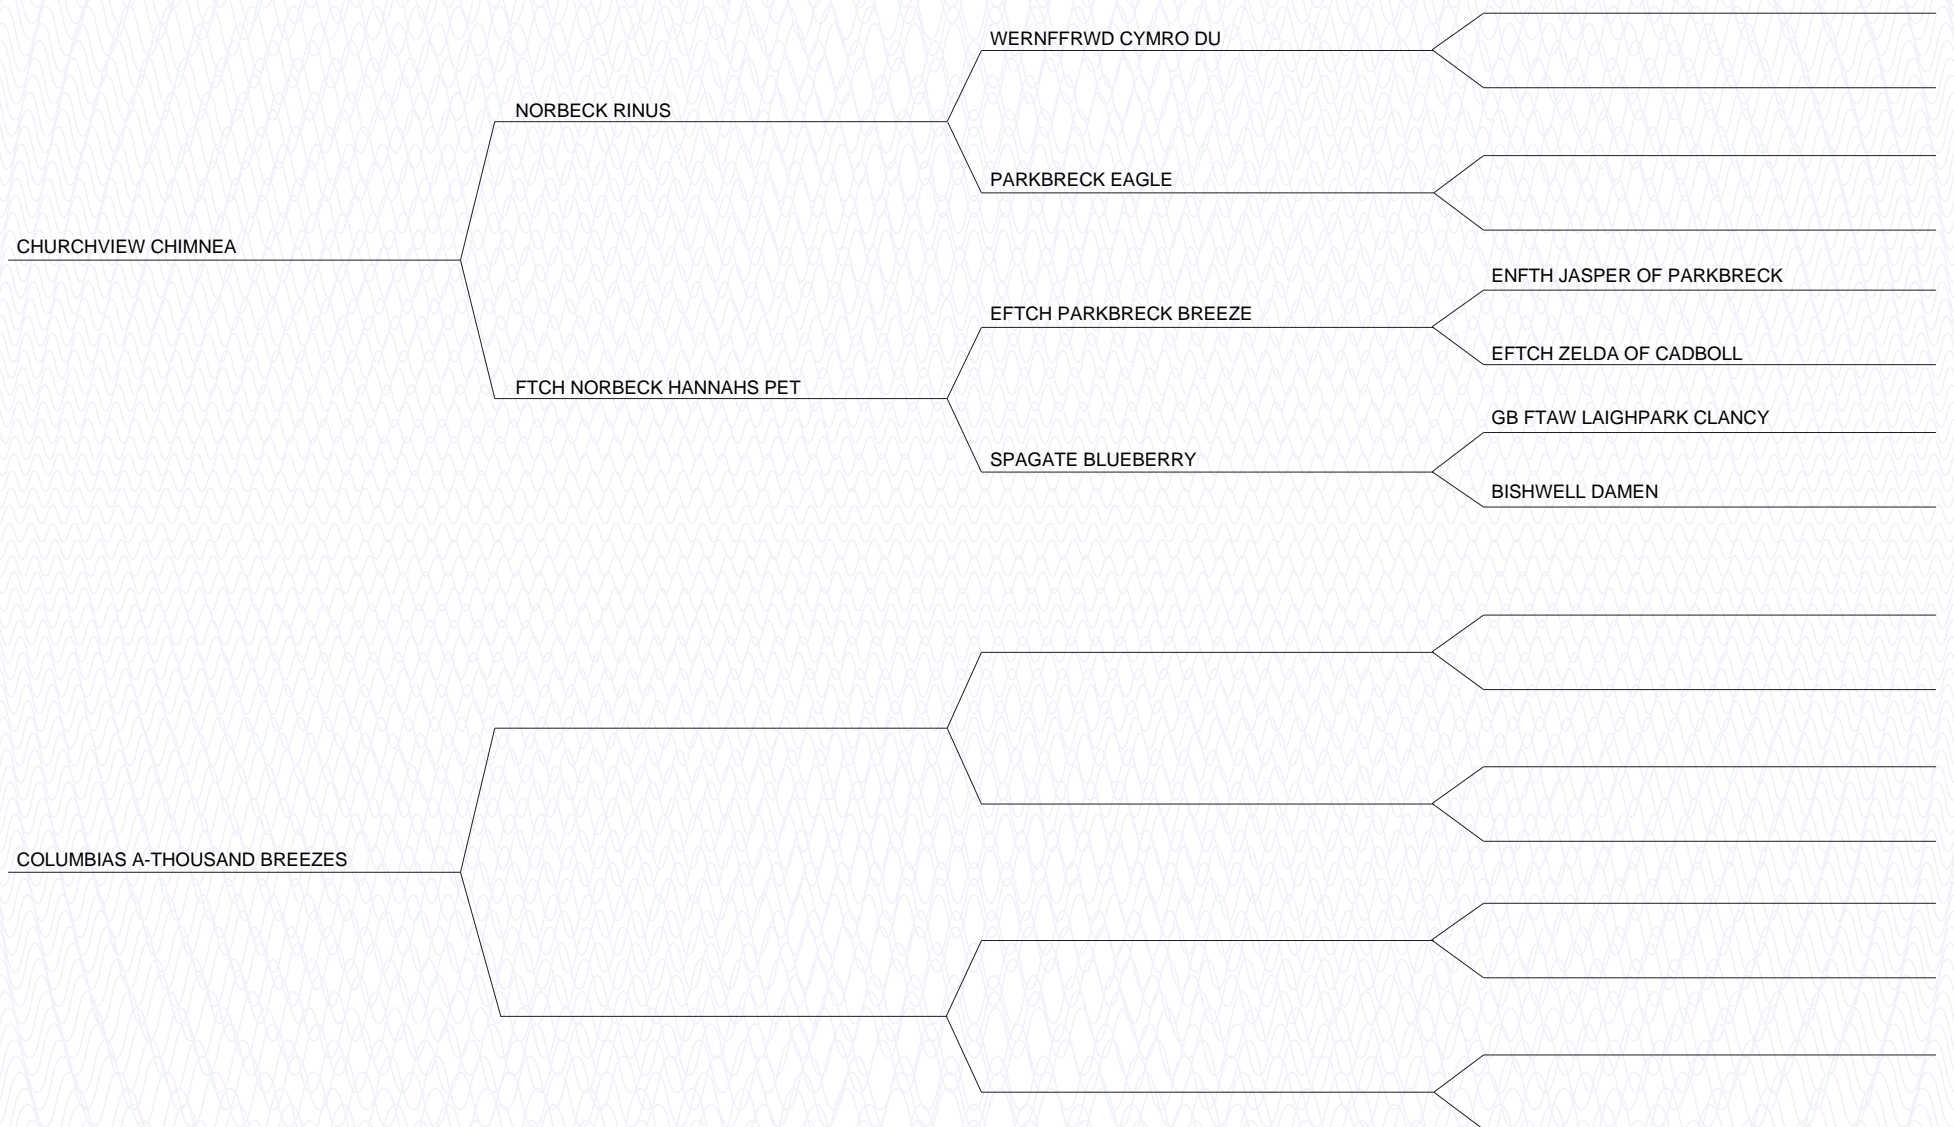 WERNFFRWD CYMRO DU
NORBECK RINUS
PARKBRECK EAGLE
CHURCHVIEW CHIMNEA
ENFTH JASPER OF PARKBRECK
EFTCH PARKBRECK BREEZE
EFTCH ZELDA OF CADBOLL
FTCH NORBECK HANNAHS PET
GB FTAW LAIGHPARK CLANCY
SPAGATE BLUEBERRY
BISHWELL DAMEN
COLUMBIAS A-THOUSAND BREEZES